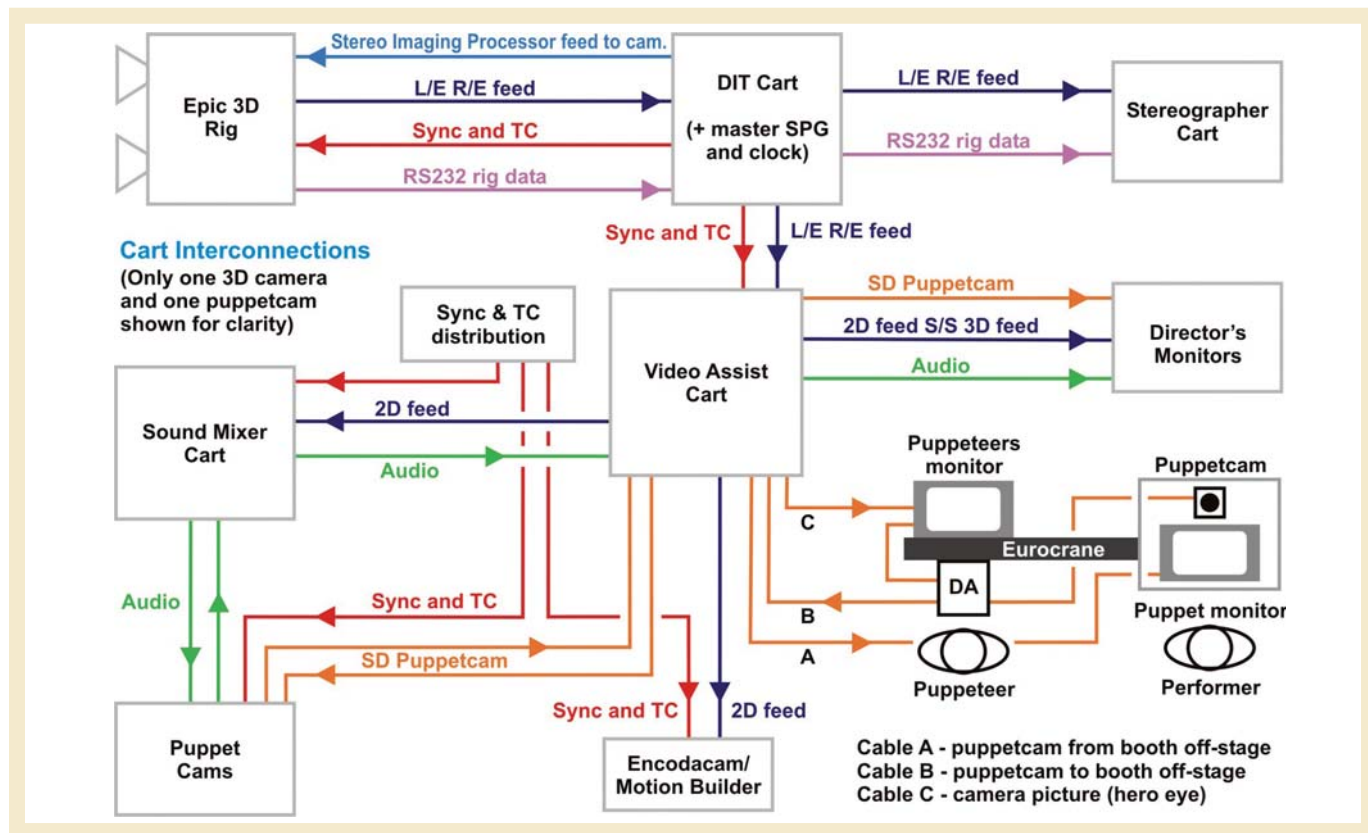 Stereo Imaging Processor feed to cam.
Epic 3D
Rig
L/E R/E feed
Sync and TC
RS232 rig data
DIT Cart
(+ master SPG
and clock)
L/E R/E feed
RS232 rig data
Stereographer
Cart
Sync and TC
L/E R/E feed
Cart Interconnections
(Only one 3D camera
and one puppetcam
shown for clarity)
Sync & TC
distribution
Video Assist
Cart
SD Puppetcam
2D feed S/S 3D feed
Audio
Director's
Monitors
Sound Mixer
Cart
2D feed
Audio
Puppeteers
monitor
Puppetcam
C
Eurocrane
DA
B
A
Puppet monitor
Puppeteer
Performer
Audio
Sync and TC
SD Puppetcam
Puppet
Cams
Sync and TC
2D feed
Encodacam/
Motion Builder
Cable A - puppetcam from booth off-stage
Cable B - puppetcam to booth off-stage
Cable C - camera picture (hero eye)